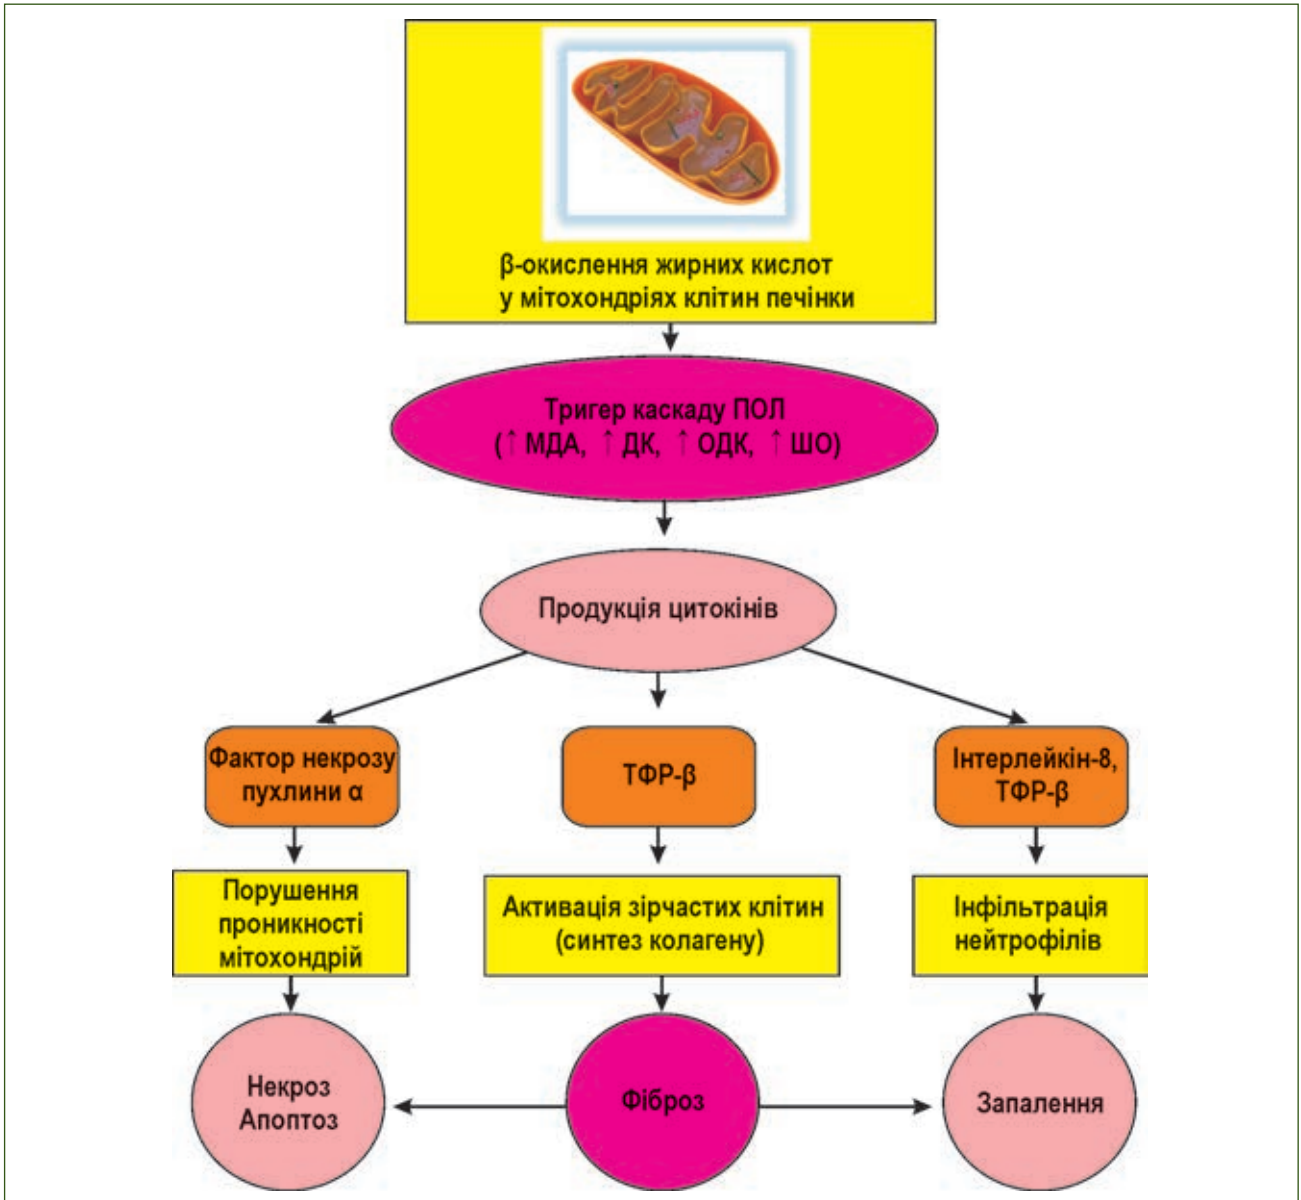 β-окислення жирних кислот
у мітохондріях клітин печінки
Тригер каскаду ПОЛ
(↑ МДА, ↑ ДК, ↑ ОДК, ↑ ШО)
Продукція цитокінів
Фактор некрозу
пухлини α
ТФР-β
Інтерлейкін-8,
ТФР-β
Порушення
проникності
мітохондрій
Активація зірчастих клітин
(синтез колагену)
Інфільтрація
нейтрофілів
Некроз
Апоптоз
Фіброз
Запалення